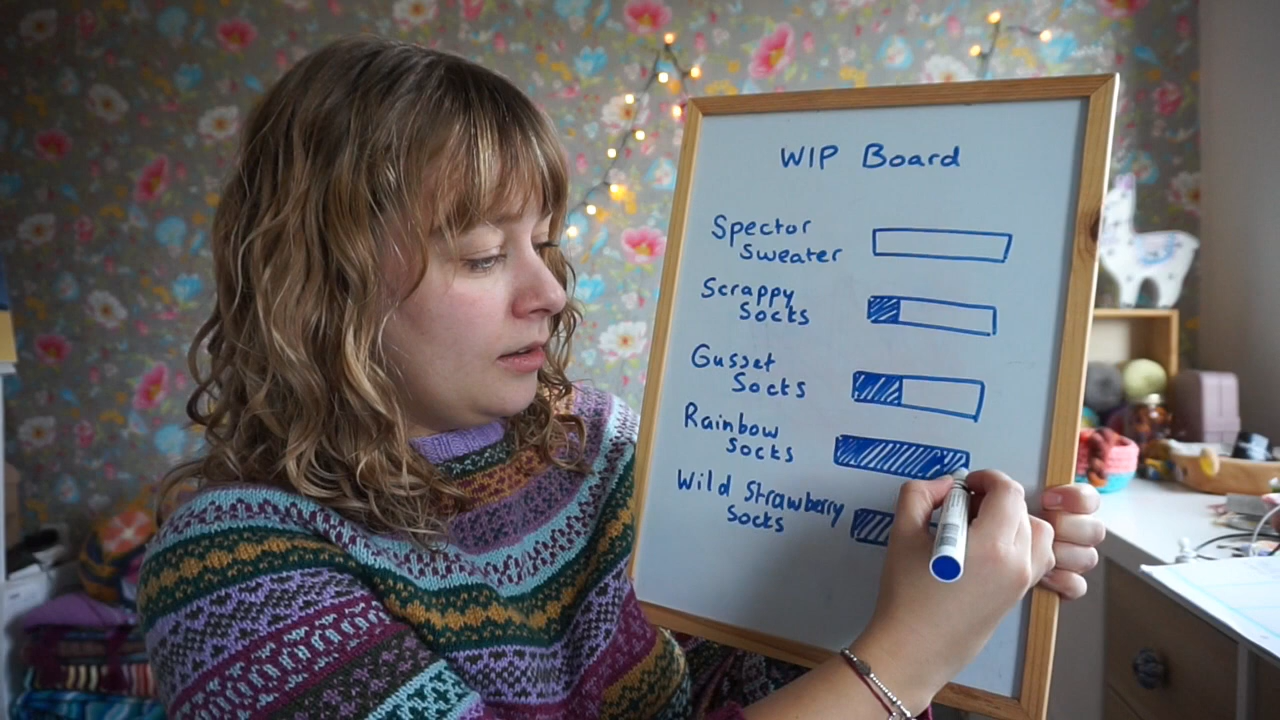 WIP Board
Spector
Sweater
Scrappy
Socks
Gusset
Socks
Rainbow
Socks
Wild Strawberry
Socks